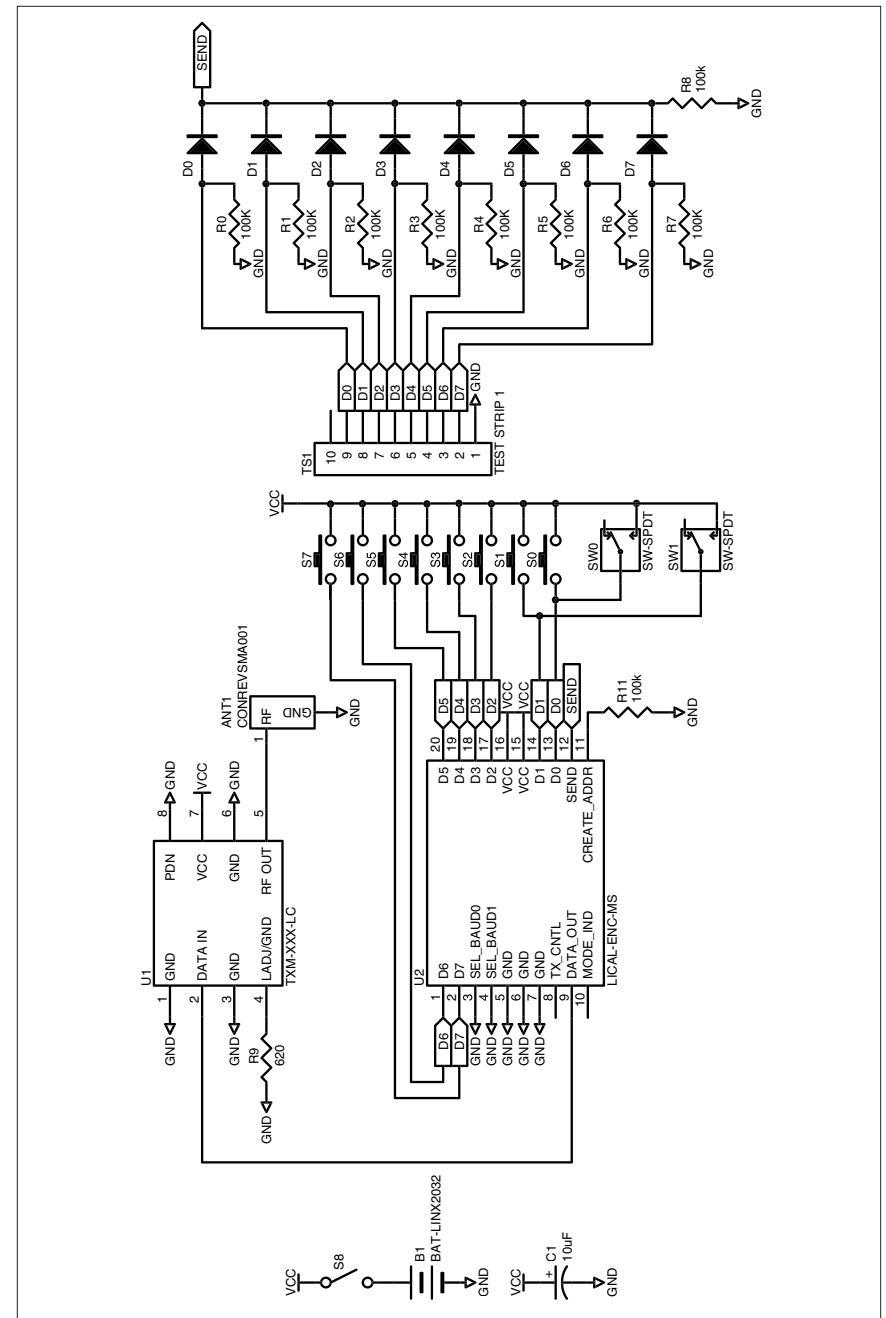 VCC
S8
B1
BAT-LINX2032
GND
VCC
+
C1
10uF
GND
U1
GND 1 GND
2 DATA IN
GND 3 GND
4 LADJ/GND
R9
620
GND
PDN 8 GND
VCC 7 VCC
GND 6 GND
RF OUT 5
TXM-XXX-LC
ANT1
CONREVSMA001
1 RF
GND
GND
U2
D6 1 D6
D7 2 D7
GND 3 SEL_BAUD0
GND 4 SEL_BAUD1
GND 5 GND
GND 6 GND
GND 7 GND
8 TX_CNTL
9 DATA_OUT
10 MODE_IND
D5 20 D5
D4 19 D4
D3 18 D3
D2 17 D2
VCC 16 VCC
VCC 15 VCC
D1 14 D1
D0 13 D0
SEND 12 SEND
CREATE_ADDR 11
LICAL-ENC-MS
R11
100k
GND
VCC
S7
S6
S5
S4
S3
S2
S1
S0
SW0
SW-SPDT
SW1
SW-SPDT
TS1
10
9 D0
8 D1
7 D2
6 D3
5 D4
4 D5
3 D6
2 D7
1 GND
TEST STRIP 1
SEND
D0
R0
100K
GND
D1
R1
100K
GND
D2
R2
100K
GND
D3
R3
100K
GND
D4
R4
100K
GND
D5
R5
100K
GND
D6
R6
100K
GND
D7
R7
100K
GND
R8
100k
GND